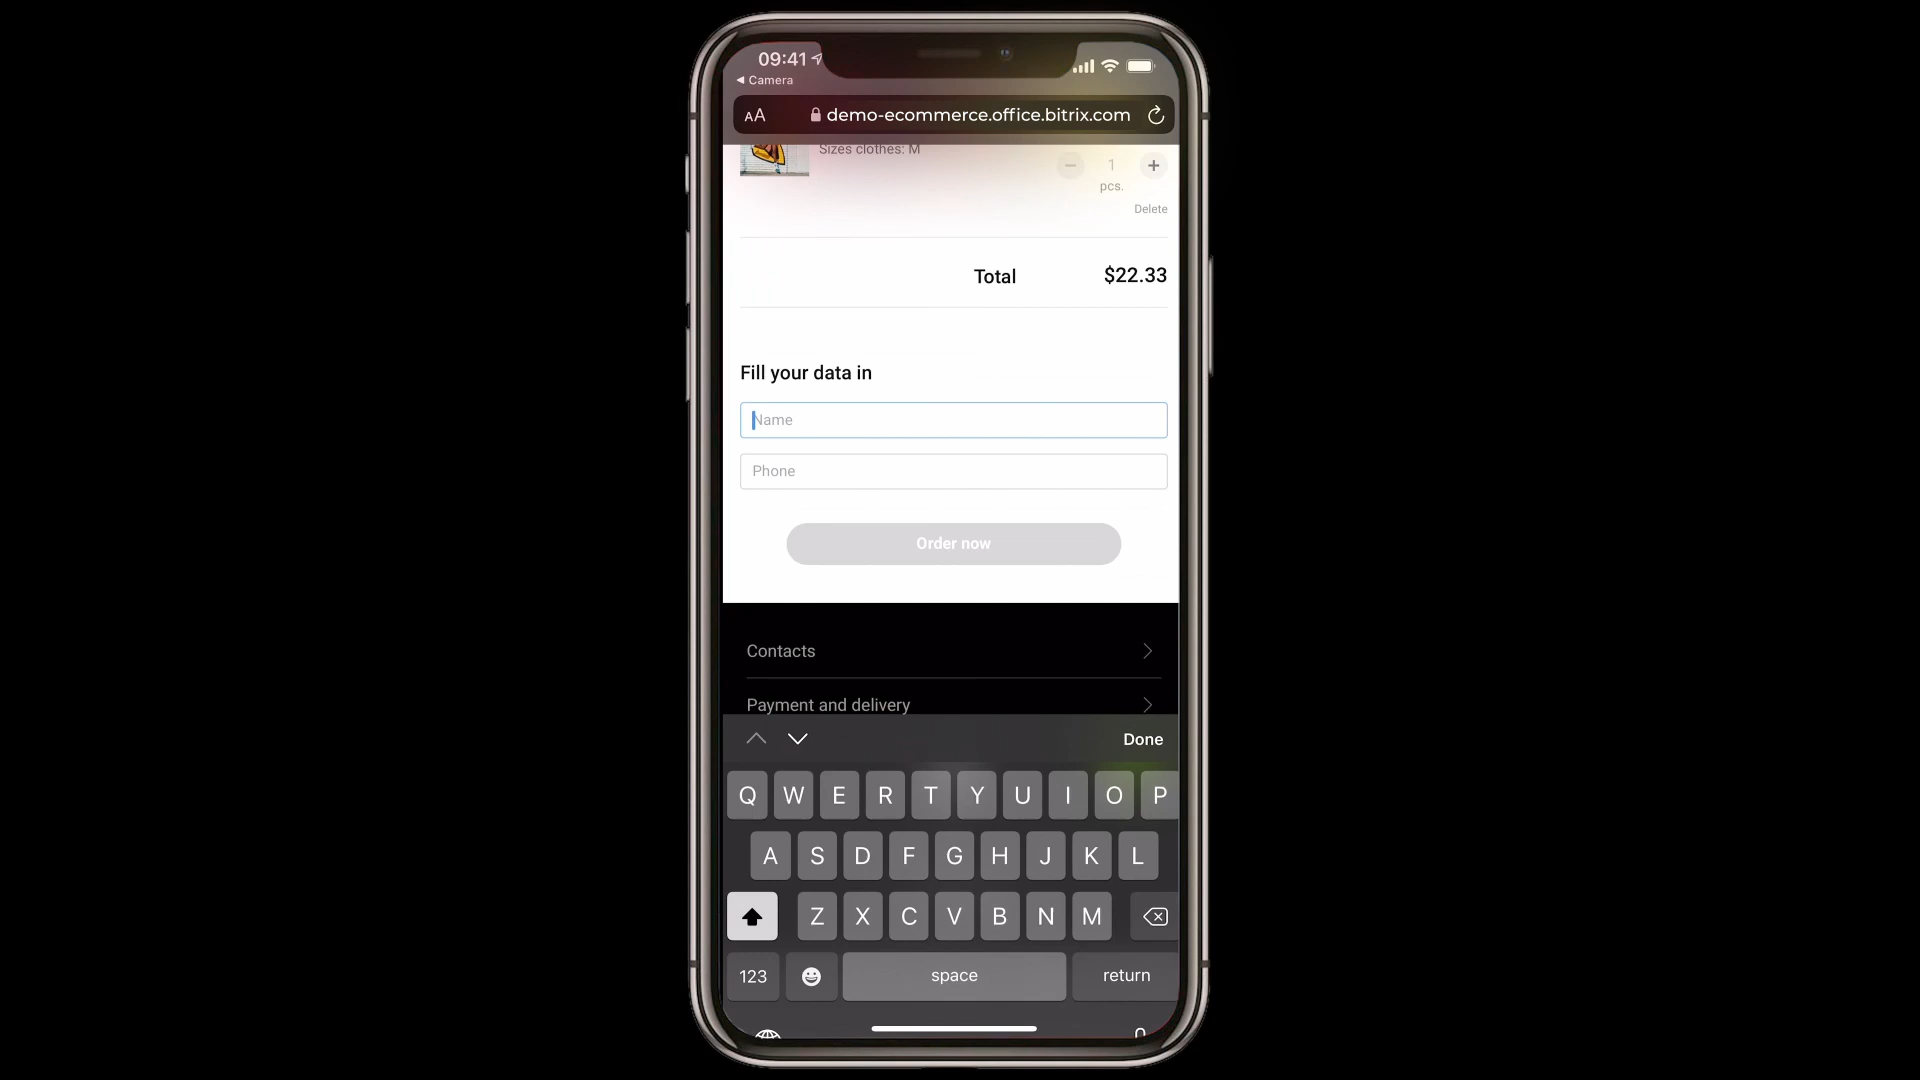 09:41
Camera
AA demo-ecommerce.office.bitrix.com
Sizes clothes: M
1
pcs.
Delete
Total $22.33
Fill your data in
Name
Phone
Order now
Contacts
Payment and delivery
Done
Q W E R T Y U I O P
A S D F G H J K L
Z X C V B N M
123 space return